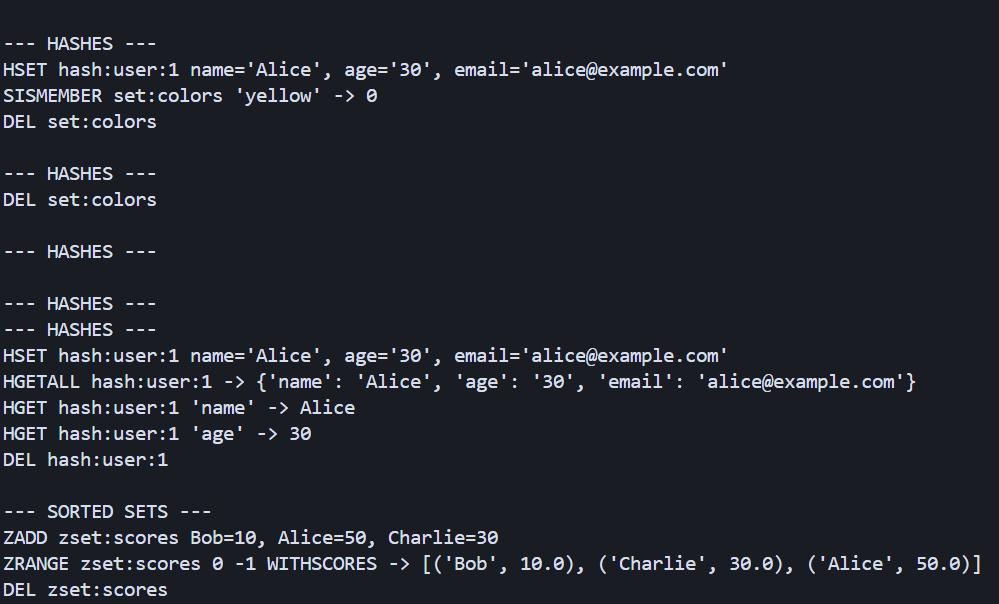 --- HASHES ---
HSET hash:user:1 name='Alice', age='30', email='alice@example.com'
SISMEMBER set:colors 'yellow' -> 0
DEL set:colors
--- HASHES ---
DEL set:colors
--- HASHES ---
--- HASHES ---
--- HASHES ---
HSET hash:user:1 name='Alice', age='30', email='alice@example.com'
HGETALL hash:user:1 -> {'name': 'Alice', 'age': '30', 'email': 'alice@example.com'}
HGET hash:user:1 'name' -> Alice
HGET hash:user:1 'age' -> 30
DEL hash:user:1
--- SORTED SETS ---
ZADD zset:scores Bob=10, Alice=50, Charlie=30
ZRANGE zset:scores 0 -1 WITHSCORES -> [('Bob', 10.0), ('Charlie', 30.0), ('Alice', 50.0)]
DEL zset:scores